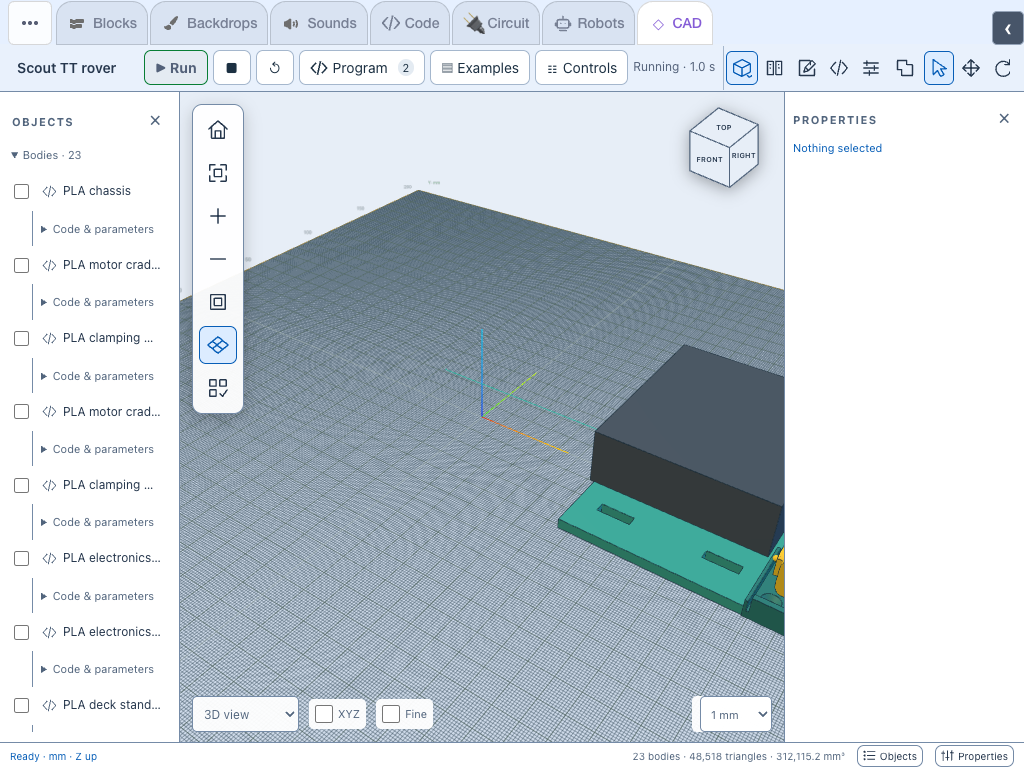 Blocks
Backdrops
Sounds
Code
Circuit
Robots
CAD
Scout TT rover
Run
Program 2
Examples
Controls
Running · 1.0 s
OBJECTS
Bodies · 23
PLA chassis
Code & parameters
PLA motor crad...
Code & parameters
PLA clamping ...
Code & parameters
PLA motor crad...
Code & parameters
PLA clamping ...
Code & parameters
PLA electronics...
Code & parameters
PLA electronics...
Code & parameters
PLA deck stand...
TOP
FRONT
RIGHT
3D view
XYZ
Fine
1 mm
PROPERTIES
Nothing selected
Ready · mm · Z up
23 bodies · 48,518 triangles · 312,115.2 mm³
Objects
Properties